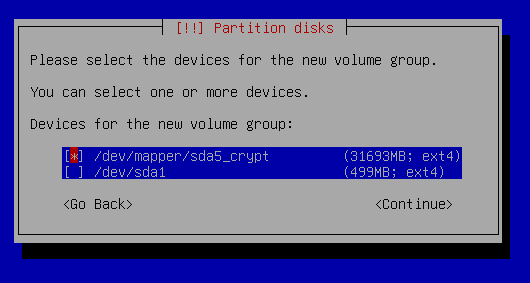 [!!] Partition disks
Please select the devices for the new volume group.
You can select one or more devices.
Devices for the new volume group:
[*] /dev/mapper/sda5_crypt (31693MB; ext4)
[ ] /dev/sda1 (499MB; ext4)
<Go Back> <Continue>